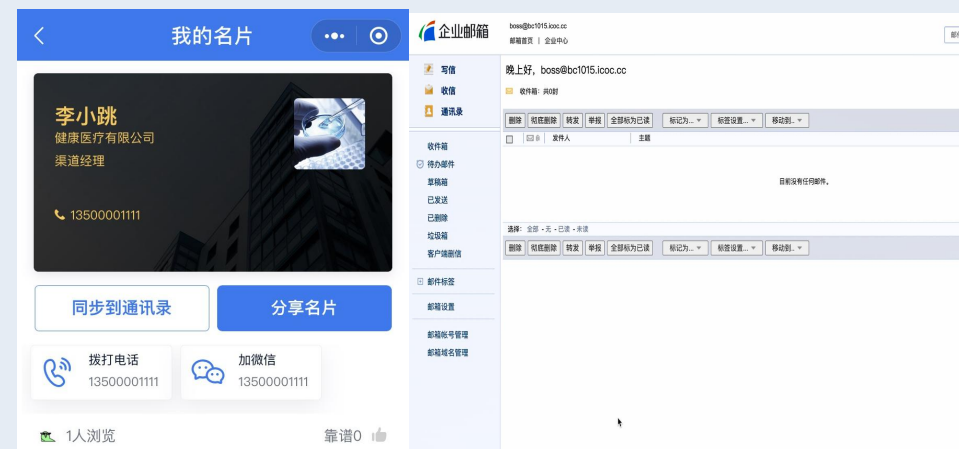 我的名片
李小跳
健康医疗有限公司
渠道经理
13500001111
同步到通讯录
分享名片
拨打电话
13500001111
加微信
13500001111
1人浏览
靠谱0
企业邮箱
boss@bc1015.icoc.cc
邮箱首页 | 企业中心
写信
收信
通讯录
收件箱
待办邮件
草稿箱
已发送
已删除
垃圾箱
客户端删信
邮件标签
邮箱设置
邮箱帐号管理
邮箱域名管理
晚上好，boss@bc1015.icoc.cc
收件箱：共0封
删除 彻底删除 转发 举报 全部标为已读 标记为... 标签设置... 移动到...
发件人 主题
目前没有任何邮件。
选择：全部 - 无 - 已读 - 未读
删除 彻底删除 转发 举报 全部标为已读 标记为... 标签设置... 移动到...